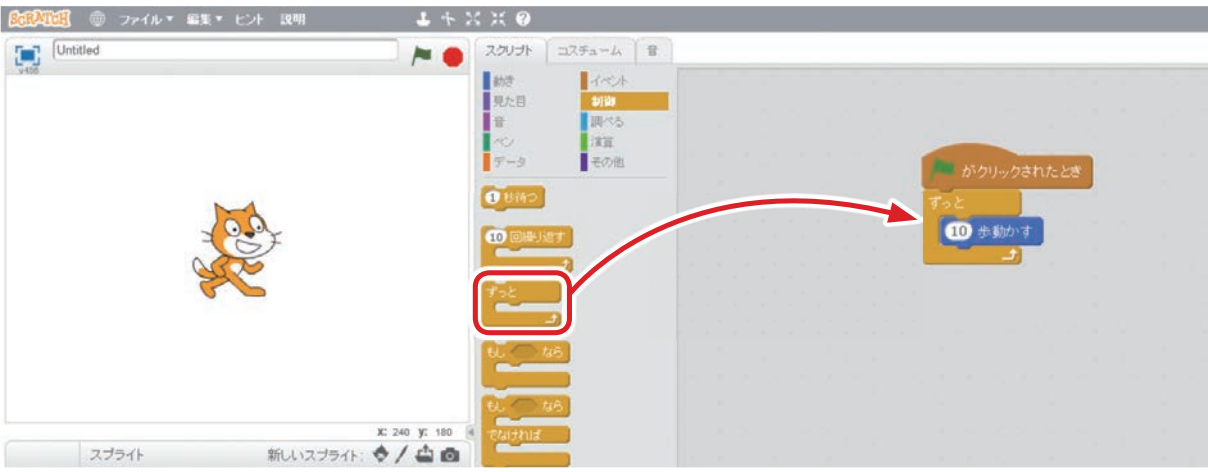 SCRATCH ファイル▼ 編集▼ ヒント 説明
Untitled
v456
スクリプト コスチューム 音
動き イベント
見た目 制御
音 調べる
ペン 演算
データ その他
1 秒待つ
10 回繰り返す
ずっと
もし なら
もし なら
でなければ
がクリックされたとき
ずっと
10 歩動かす
X: 240 y: 180
スプライト 新しいスプライト: